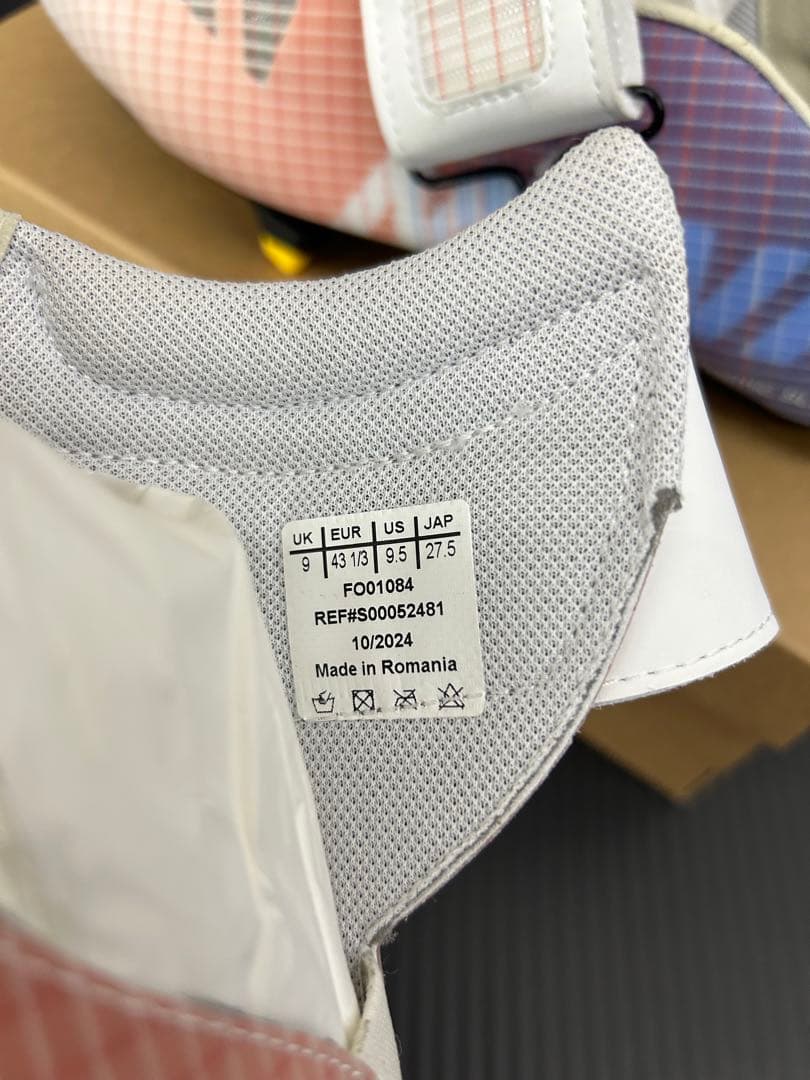 UK EUR US JAP
9 43 1/3 9.5 27.5
FO01084
REF#S00052481
10/2024
Made in Romania